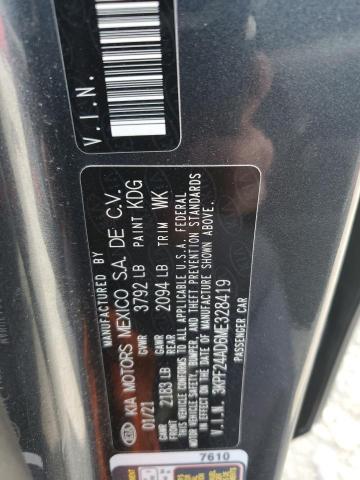 V.I.N.
MANUFACTURED BY
KIA MOTORS MEXICO S.A. DE C.V.
01/21 GVWR 3792 LB PAINT KDG
GAWR FRONT 2183 LB GAWR REAR 2094 LB TRIM WK
THIS VEHICLE CONFORMS TO ALL APPLICABLE U.S.A. FEDERAL
MOTOR VEHICLE SAFETY, BUMPER, AND THEFT PREVENTION STANDARDS
IN EFFECT ON THE DATE OF MANUFACTURE SHOWN ABOVE.
V.I.N. 3KPF24AD6ME328419
PASSENGER CAR
KIA
7610